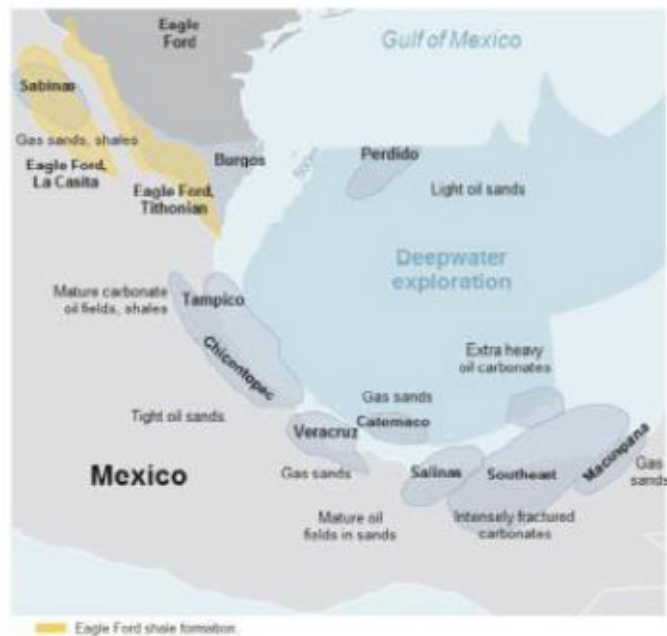 Eagle
Ford
Gulf of Mexico
Sabinas
Gas sands, shales
Eagle Ford,
La Casita
Burgos
Eagle Ford,
Tithonian
Perdido
Light oil sands
Deepwater
exploration
Mature carbonate
oil fields, shales
Tampico
Chicontepec
Extra heavy
oil carbonates
Tight oil sands
Gas sands
Catemaco
Veracruz
Mexico
Gas sands
Salinas
Southeast
Macuspana
Gas
sands
Mature oil
fields in sands
Intensely fractured
carbonates
Eagle Ford shale formation.